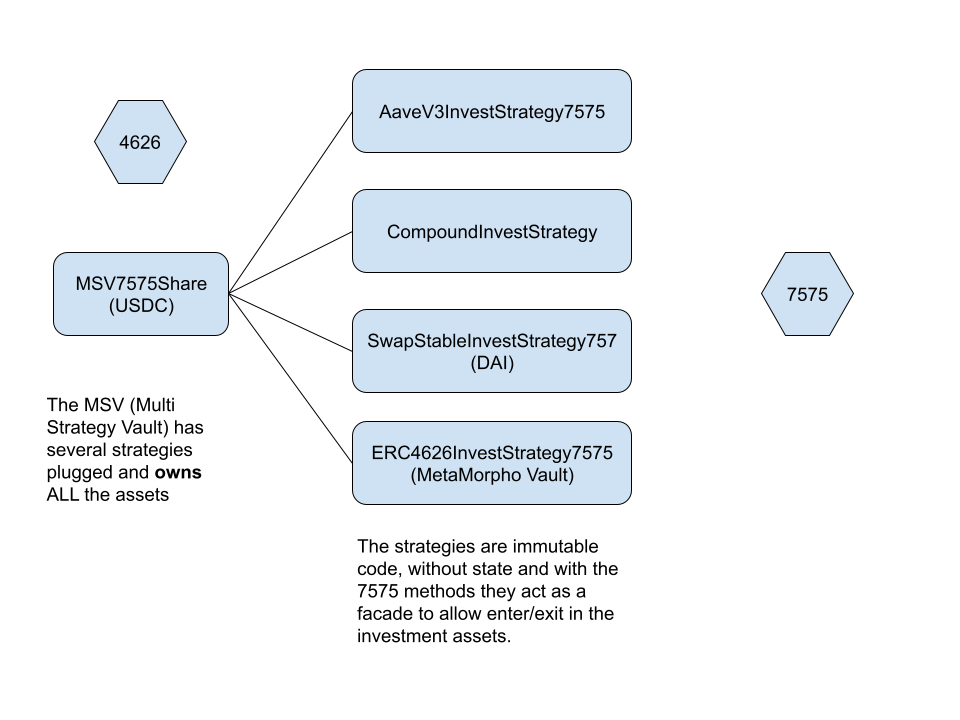 4626
MSV7575Share
(USDC)
The MSV (Multi
Strategy Vault) has
several strategies
plugged and owns
ALL the assets
AaveV3InvestStrategy7575
CompoundInvestStrategy
SwapStableInvestStrategy757
(DAI)
ERC4626InvestStrategy7575
(MetaMorpho Vault)
The strategies are immutable
code, without state and with the
7575 methods they act as a
facade to allow enter/exit in the
investment assets.
7575